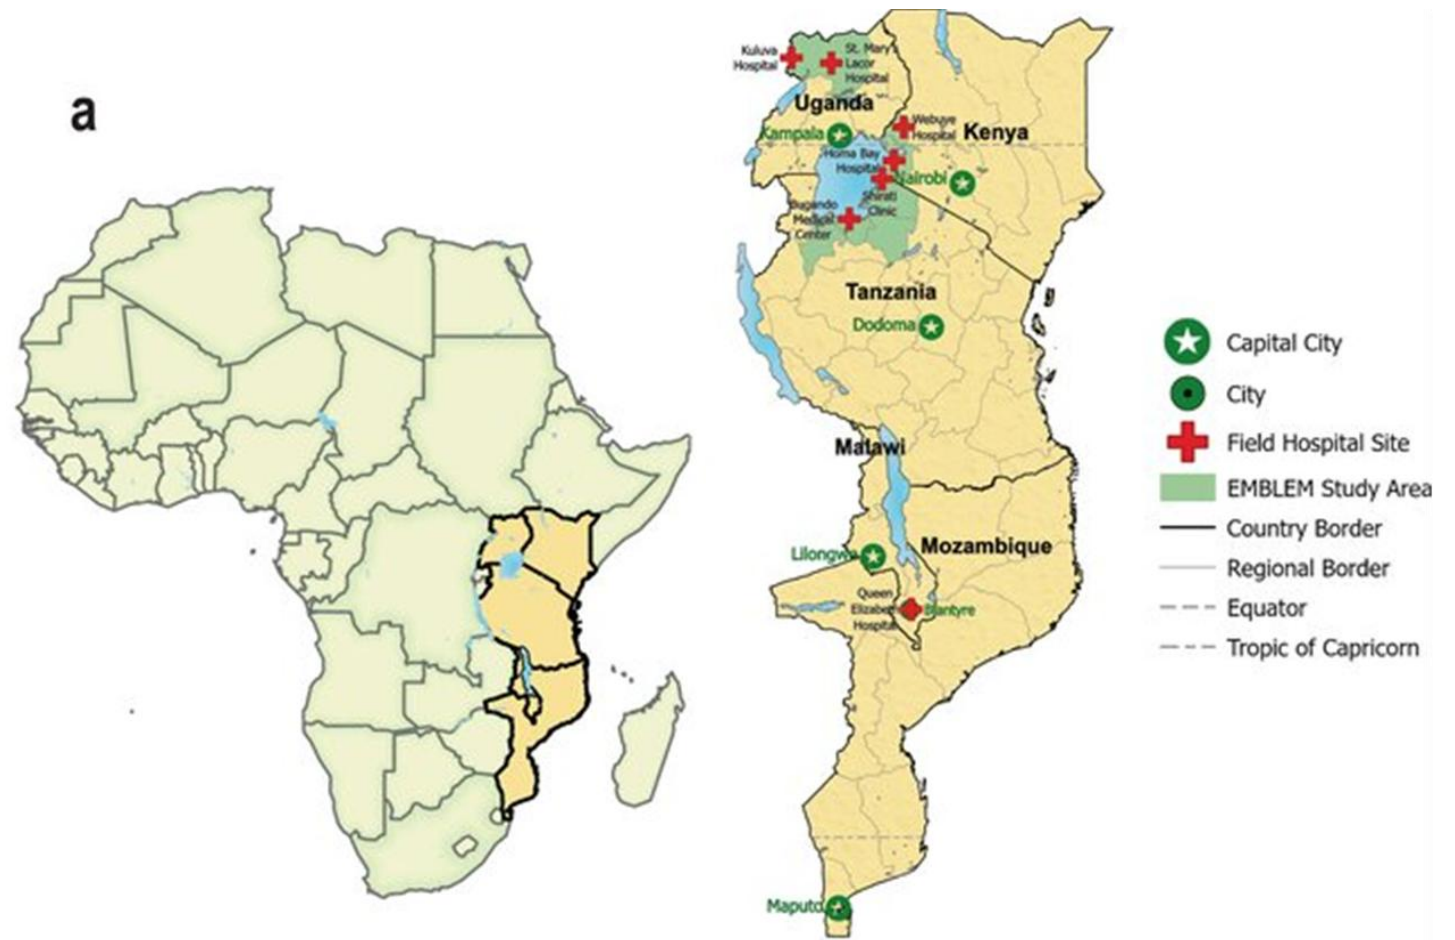 a
Kuluva
Hospital
St. Mary's
Lacor
Hospital
Uganda
Kampala
Webuye
Hospital
Kenya
Homa Bay
Hospital
Nairobi
Shirati
Clinic
Bugando
Medical
Center
Tanzania
Dodoma
Malawi
Lilongwe
Mozambique
Queen
Elizabeth
Hospital
Blantyre
Maputo
Capital City
City
Field Hospital Site
EMBLEM Study Area
Country Border
Regional Border
Equator
Tropic of Capricorn